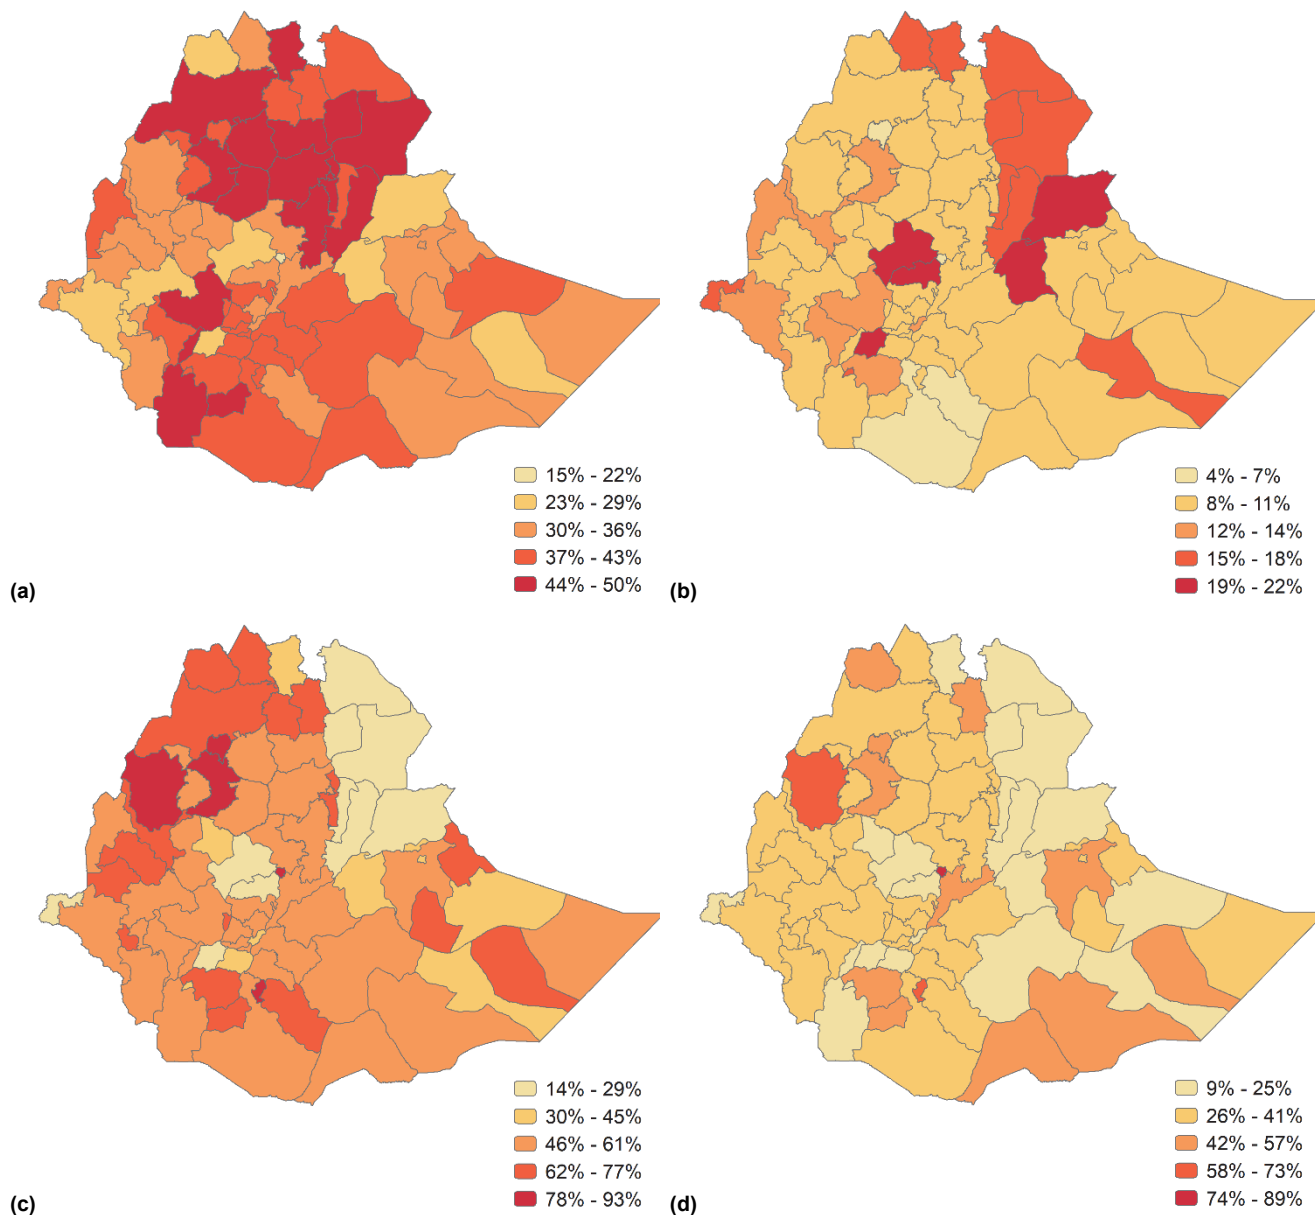 15% - 22%
23% - 29%
30% - 36%
37% - 43%
44% - 50%
(a)
4% - 7%
8% - 11%
12% - 14%
15% - 18%
19% - 22%
(b)
14% - 29%
30% - 45%
46% - 61%
62% - 77%
78% - 93%
(c)
9% - 25%
26% - 41%
42% - 57%
58% - 73%
74% - 89%
(d)